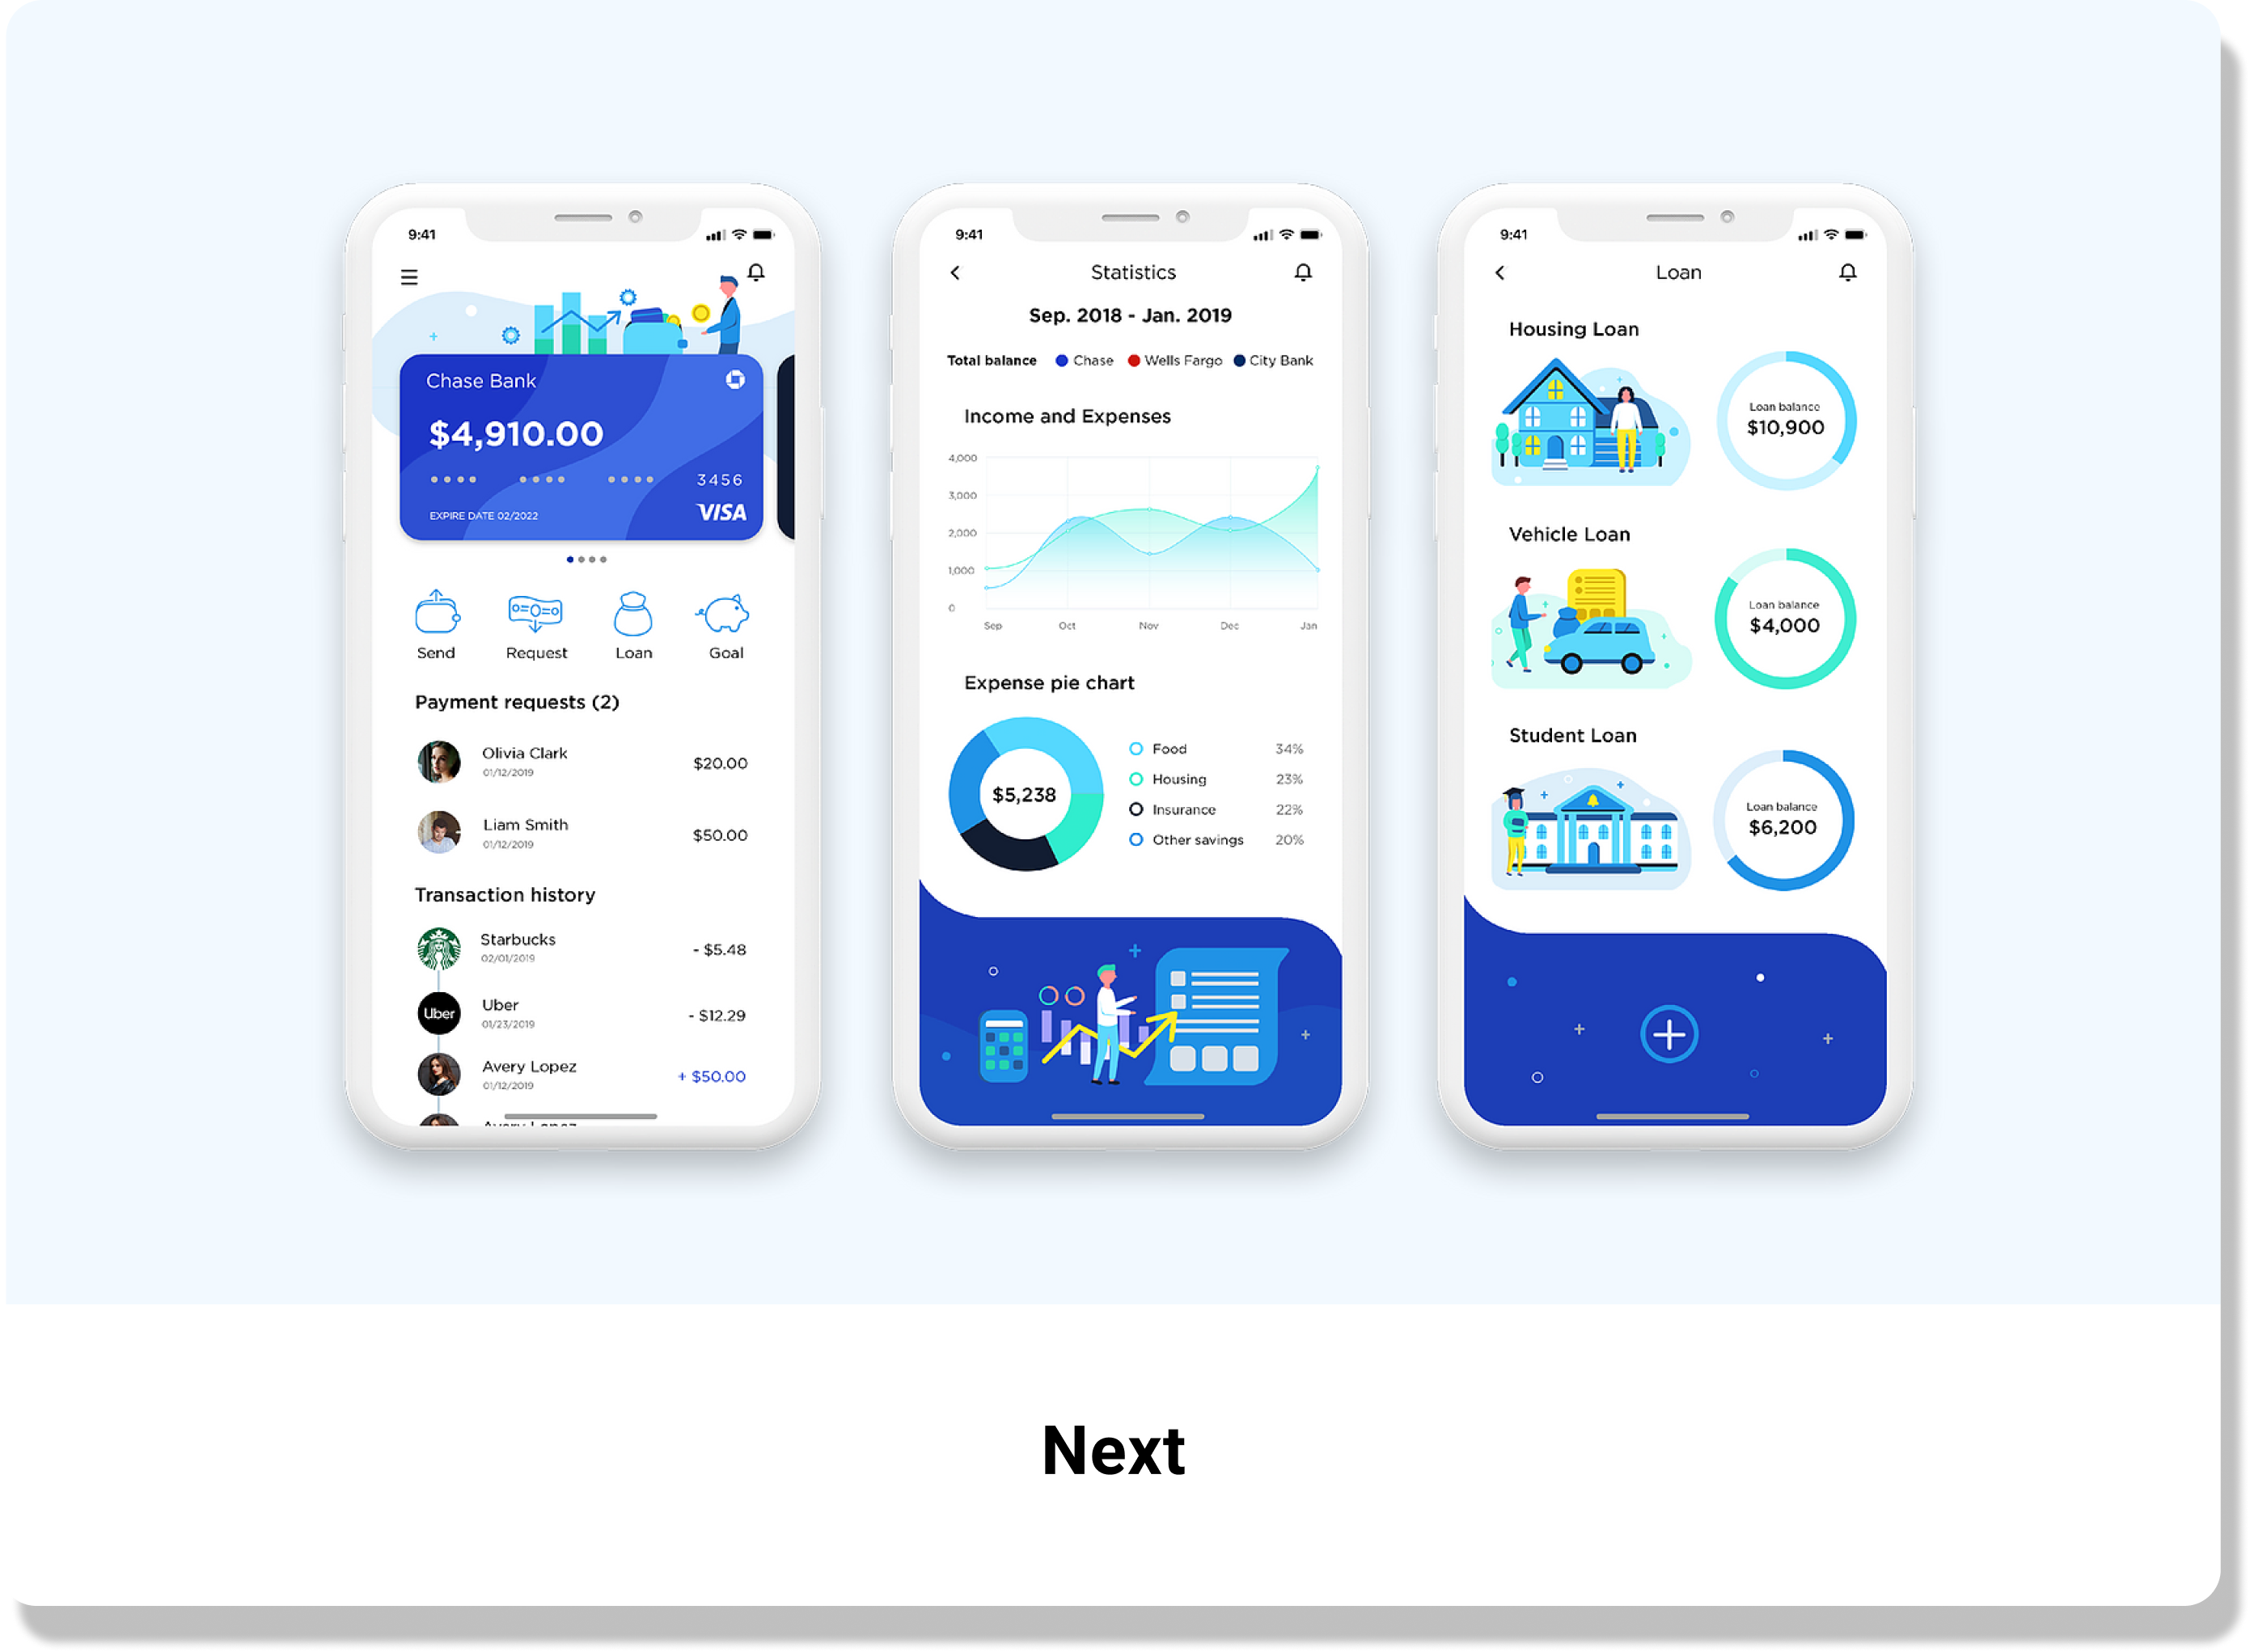 9:41
Chase Bank
$4,910.00
3456
EXPIRE DATE 02/2022
VISA
Send Request Loan Goal
Payment requests (2)
Olivia Clark
01/12/2019
$20.00
Liam Smith
01/12/2019
$50.00
Transaction history
Starbucks
02/01/2019
- $5.48
Uber
Uber
01/23/2019
- $12.29
Avery Lopez
01/12/2019
+ $50.00
Avery Lopez
9:41
Statistics
Sep. 2018 - Jan. 2019
Total balance Chase Wells Fargo City Bank
Income and Expenses
4,000
3,000
2,000
1,000
0
Sep Oct Nov Dec Jan
Expense pie chart
$5,238
Food 34%
Housing 23%
Insurance 22%
Other savings 20%
9:41
Loan
Housing Loan
Loan balance
$10,900
Vehicle Loan
Loan balance
$4,000
Student Loan
Loan balance
$6,200
Next